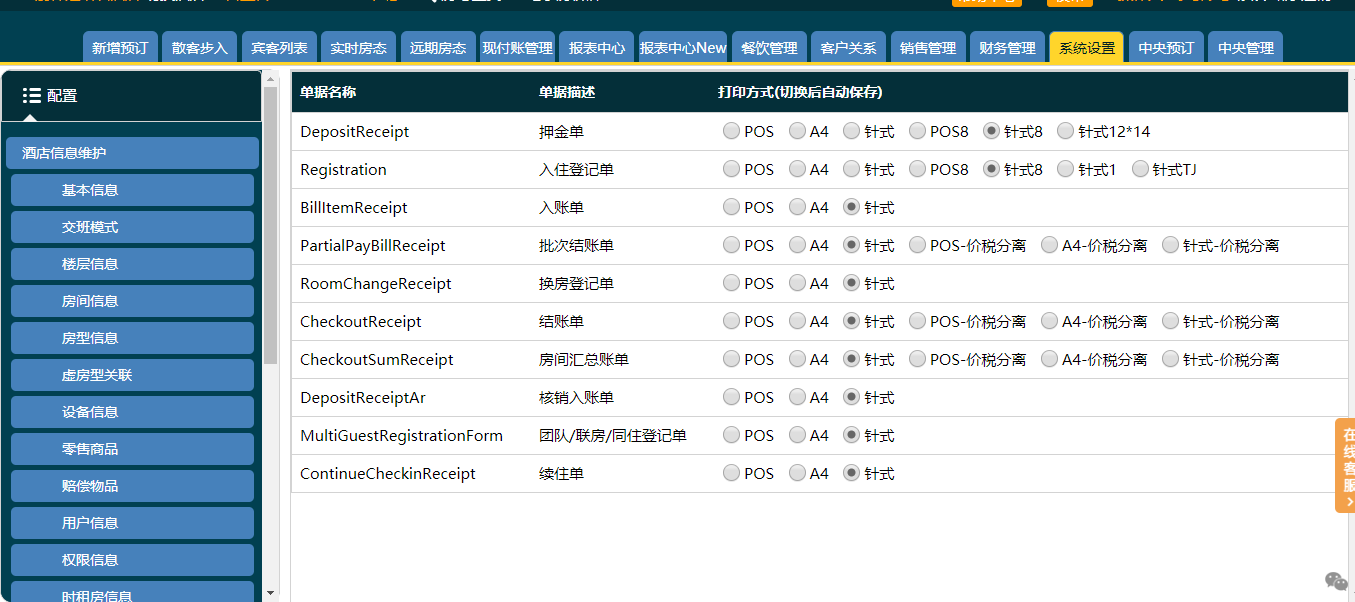 新增预订 散客步入 宾客列表 实时房态 远期房态 现付账管理 报表中心 报表中心New 餐饮管理 客户关系 销售管理 财务管理 系统设置 中央预订 中央管理
配置
酒店信息维护
基本信息
交班模式
楼层信息
房间信息
房型信息
虚房型关联
设备信息
零售商品
赔偿物品
用户信息
权限信息
时租房信息
单据名称 单据描述 打印方式(切换后自动保存)
DepositReceipt 押金单 POS A4 针式 POS8 针式8 针式12*14
Registration 入住登记单 POS A4 针式 POS8 针式8 针式1 针式TJ
BillItemReceipt 入账单 POS A4 针式
PartialPayBillReceipt 批次结账单 POS A4 针式 POS-价税分离 A4-价税分离 针式-价税分离
RoomChangeReceipt 换房登记单 POS A4 针式
CheckoutReceipt 结账单 POS A4 针式 POS-价税分离 A4-价税分离 针式-价税分离
CheckoutSumReceipt 房间汇总账单 POS A4 针式 POS-价税分离 A4-价税分离 针式-价税分离
DepositReceiptAr 核销入账单 POS A4 针式
MultiGuestRegistrationForm 团队/联房/同住登记单 POS A4 针式
ContinueCheckinReceipt 续住单 POS A4 针式
在线客服